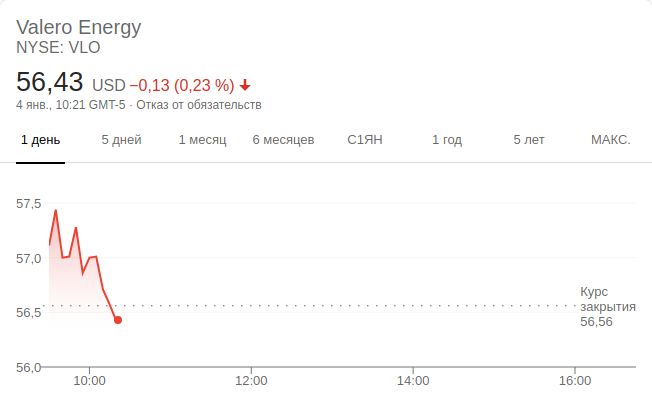 Valero Energy
NYSE: VLO
56,43 USD −0,13 (0,23 %)
4 янв., 10:21 GMT-5 · Отказ от обязательств
1 день 5 дней 1 месяц 6 месяцев С1ЯН 1 год 5 лет МАКС.
57,5
57,0
Курс
закрытия
56,56
56,5
56,0
10:00 12:00 14:00 16:00